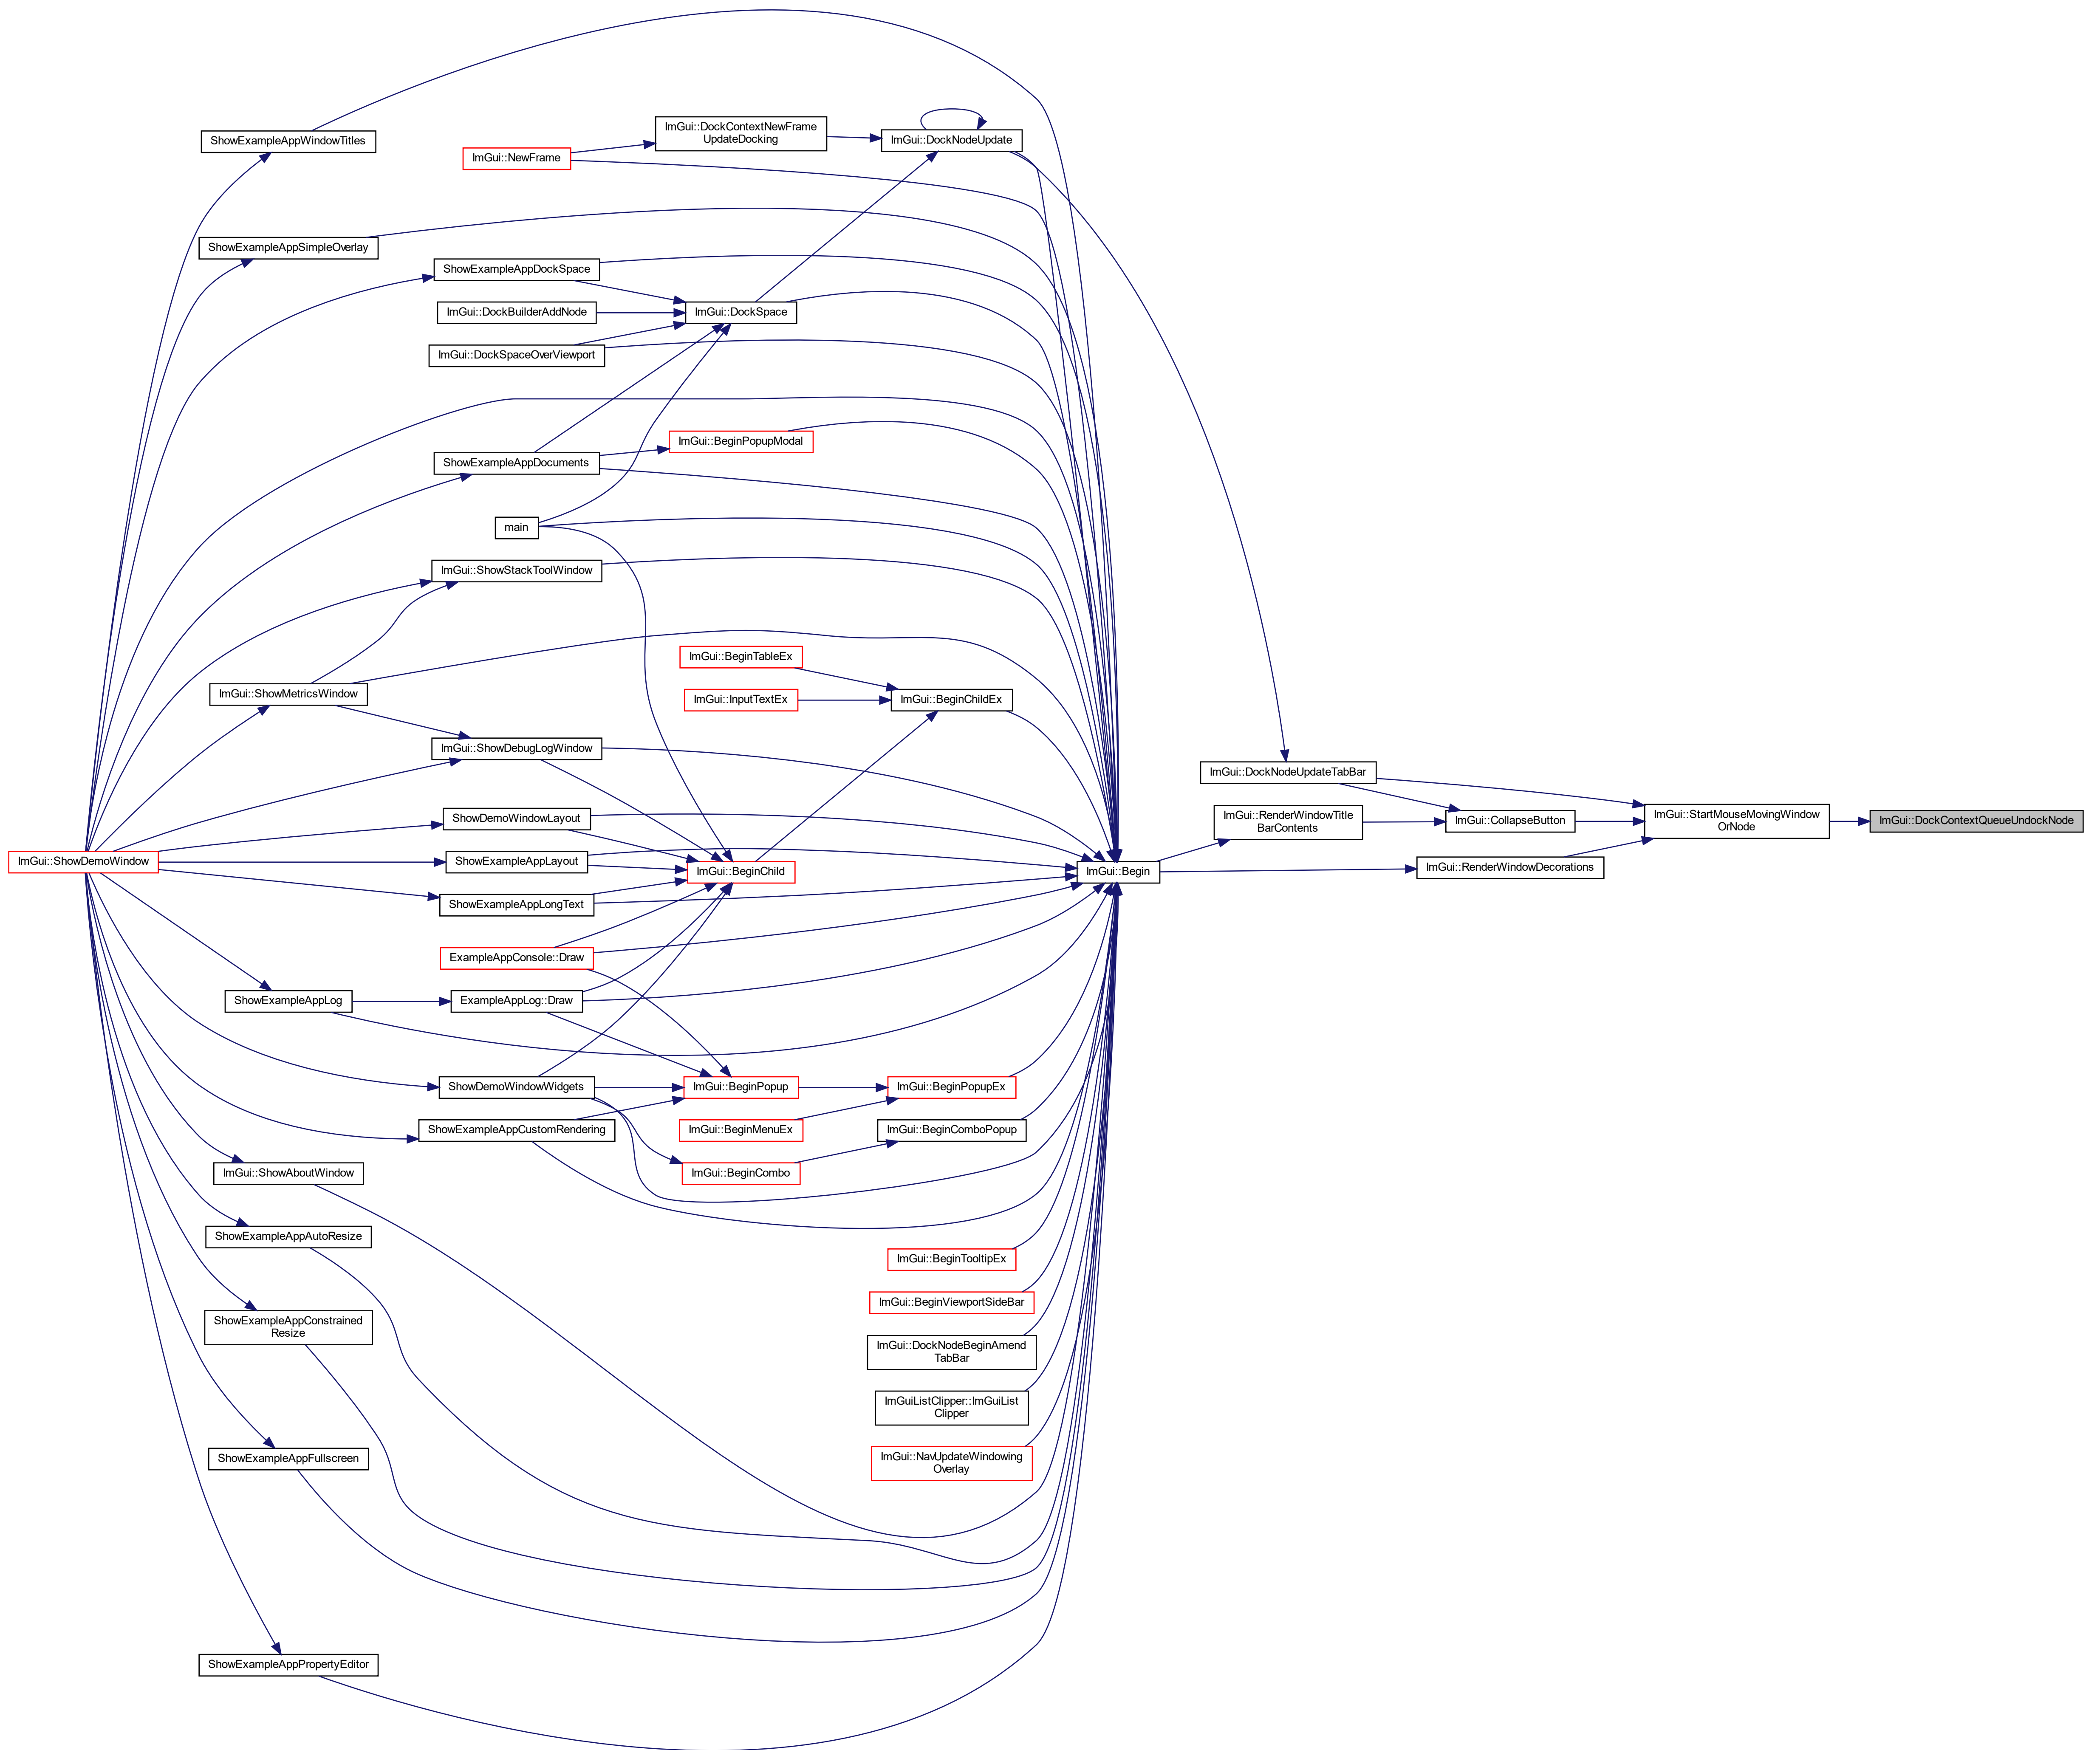 ShowExampleAppWindowTitles
ImGui::DockContextNewFrame
UpdateDocking
ImGui::DockNodeUpdate
ImGui::NewFrame
ShowExampleAppSimpleOverlay
ShowExampleAppDockSpace
ImGui::DockBuilderAddNode
ImGui::DockSpace
ImGui::DockSpaceOverViewport
ImGui::BeginPopupModal
ShowExampleAppDocuments
main
ImGui::ShowStackToolWindow
ImGui::BeginTableEx
ImGui::ShowMetricsWindow
ImGui::InputTextEx
ImGui::BeginChildEx
ImGui::ShowDebugLogWindow
ImGui::DockNodeUpdateTabBar
ShowDemoWindowLayout
ImGui::RenderWindowTitle
BarContents
ImGui::CollapseButton
ImGui::StartMouseMovingWindow
OrNode
ImGui::DockContextQueueUndockNode
ImGui::ShowDemoWindow
ShowExampleAppLayout
ImGui::BeginChild
ImGui::Begin
ImGui::RenderWindowDecorations
ShowExampleAppLongText
ExampleAppConsole::Draw
ShowExampleAppLog
ExampleAppLog::Draw
ShowDemoWindowWidgets
ImGui::BeginPopup
ImGui::BeginPopupEx
ShowExampleAppCustomRendering
ImGui::BeginMenuEx
ImGui::BeginComboPopup
ImGui::ShowAboutWindow
ImGui::BeginCombo
ShowExampleAppAutoResize
ImGui::BeginTooltipEx
ImGui::BeginViewportSideBar
ShowExampleAppConstrained
Resize
ImGui::DockNodeBeginAmend
TabBar
ImGuiListClipper::ImGuiList
Clipper
ShowExampleAppFullscreen
ImGui::NavUpdateWindowing
Overlay
ShowExampleAppPropertyEditor